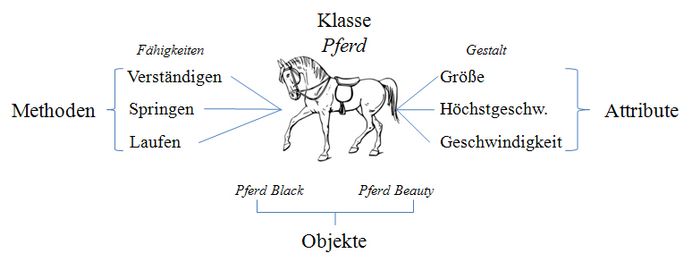 Klasse
Pferd
Fähigkeiten
Gestalt
Verständigen
Größe
Methoden
Springen
Höchstgeschw.
Attribute
Laufen
Geschwindigkeit
Pferd Black
Pferd Beauty
Objekte